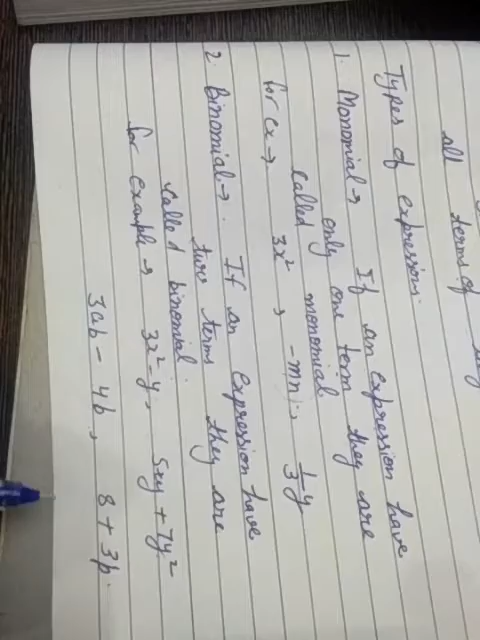 all terms of
Types of expression.
1. Monomial → If an expression have
only one term they are
called monomial
for ex → 3x², -mn, 1/3 y
2. Binomial → If an expression have
two terms they are
called binomial.
for example → 3x² - y, 5xy + 7y²
3ab - 4b, 8 + 3p.